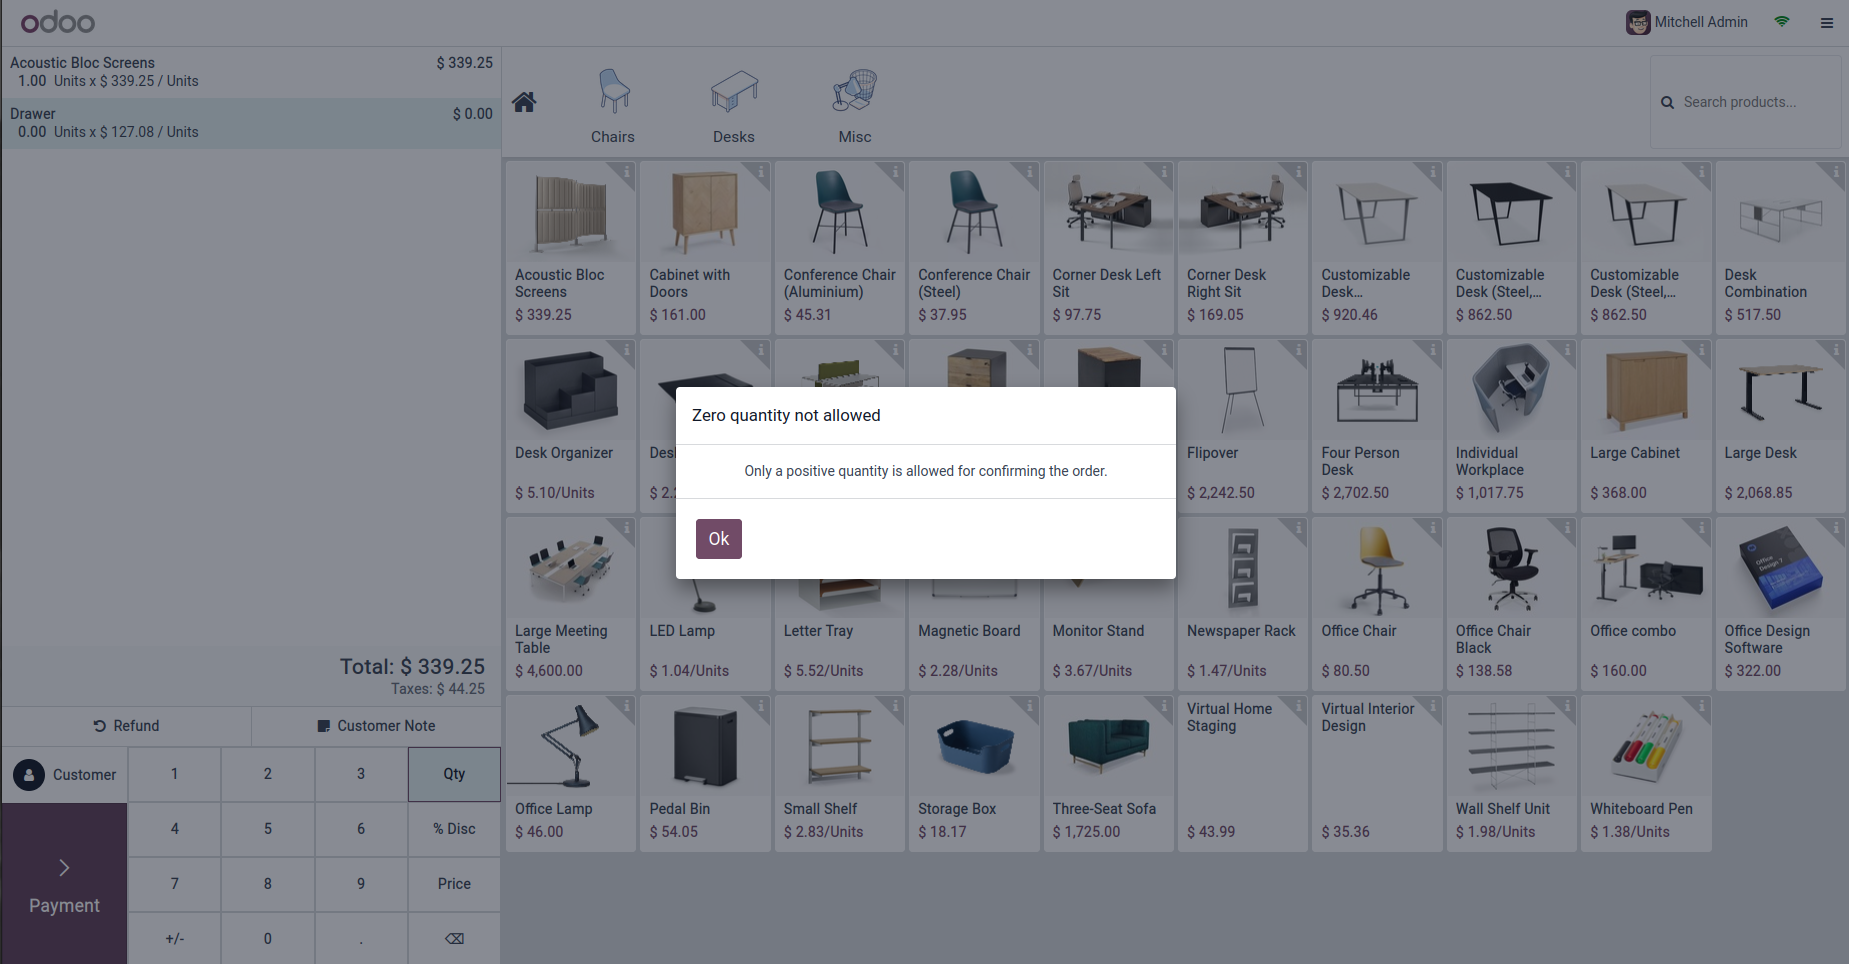 odoo
Mitchell Admin
Acoustic Bloc Screens $ 339.25
1.00 Units x $ 339.25 / Units
Drawer $ 0.00
0.00 Units x $ 127.08 / Units
Chairs
Desks
Misc
Search products...
Acoustic Bloc
Screens
$ 339.25
Cabinet with
Doors
$ 161.00
Conference Chair
(Aluminium)
$ 45.31
Conference Chair
(Steel)
$ 37.95
Corner Desk Left
Sit
$ 97.75
Corner Desk
Right Sit
$ 169.05
Customizable
Desk...
$ 920.46
Customizable
Desk (Steel,...
$ 862.50
Customizable
Desk (Steel,...
$ 862.50
Desk
Combination
$ 517.50
Desk Organizer
$ 5.10/Units
Des
$ 2.
Flipover
$ 2,242.50
Four Person
Desk
$ 2,702.50
Individual
Workplace
$ 1,017.75
Large Cabinet
$ 368.00
Large Desk
$ 2,068.85
Zero quantity not allowed
Only a positive quantity is allowed for confirming the order.
Ok
Large Meeting
Table
$ 4,600.00
LED Lamp
$ 1.04/Units
Letter Tray
$ 5.52/Units
Magnetic Board
$ 2.28/Units
Monitor Stand
$ 3.67/Units
Newspaper Rack
$ 1.47/Units
Office Chair
$ 80.50
Office Chair
Black
$ 138.58
Office combo
$ 160.00
Office
Design 7
Office Design
Software
$ 322.00
Office Lamp
$ 46.00
Pedal Bin
$ 54.05
Small Shelf
$ 2.83/Units
Storage Box
$ 18.17
Three-Seat Sofa
$ 1,725.00
Virtual Home
Staging
$ 43.99
Virtual Interior
Design
$ 35.36
Wall Shelf Unit
$ 1.98/Units
Whiteboard Pen
$ 1.38/Units
Total: $ 339.25
Taxes: $ 44.25
Refund
Customer Note
Customer
1 2 3 Qty
4 5 6 % Disc
7 8 9 Price
+/- 0 .
Payment